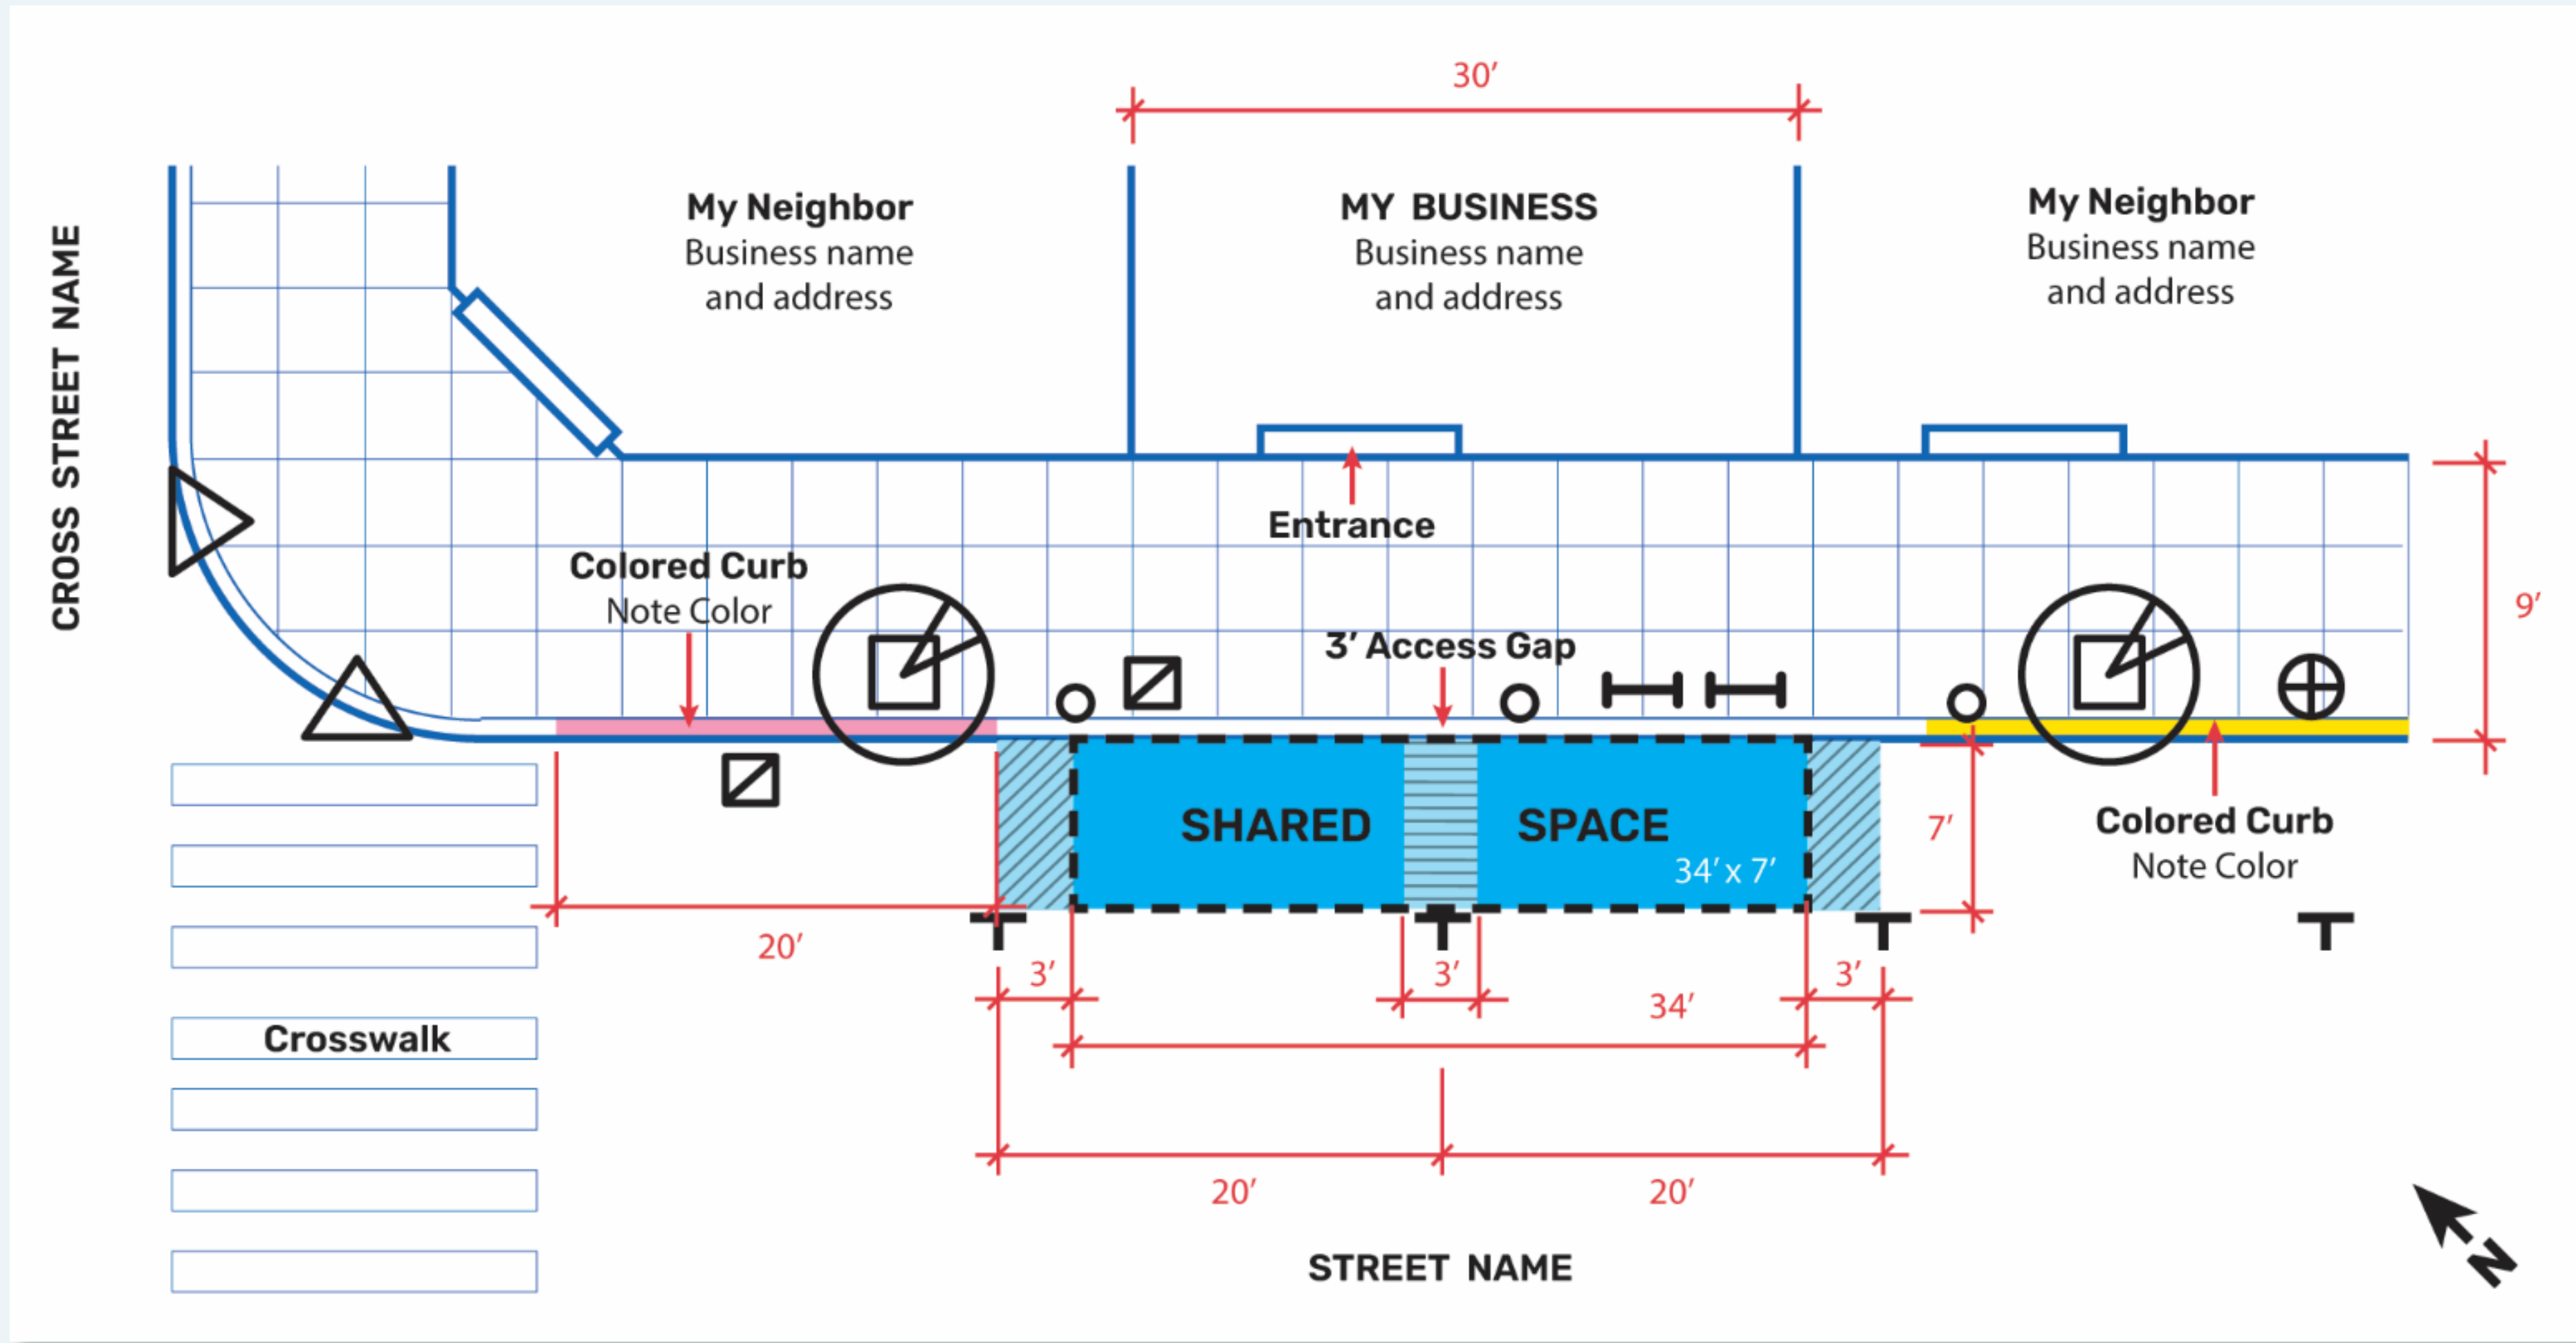 30′
My Neighbor
Business name
and address
MY BUSINESS
Business name
and address
My Neighbor
Business name
and address
CROSS STREET NAME
Entrance
Colored Curb
Note Color
3′ Access Gap
9′
SHARED SPACE
34′ x 7′
7′
Colored Curb
Note Color
20′
3′
3′
3′
34′
Crosswalk
20′
20′
STREET NAME
N